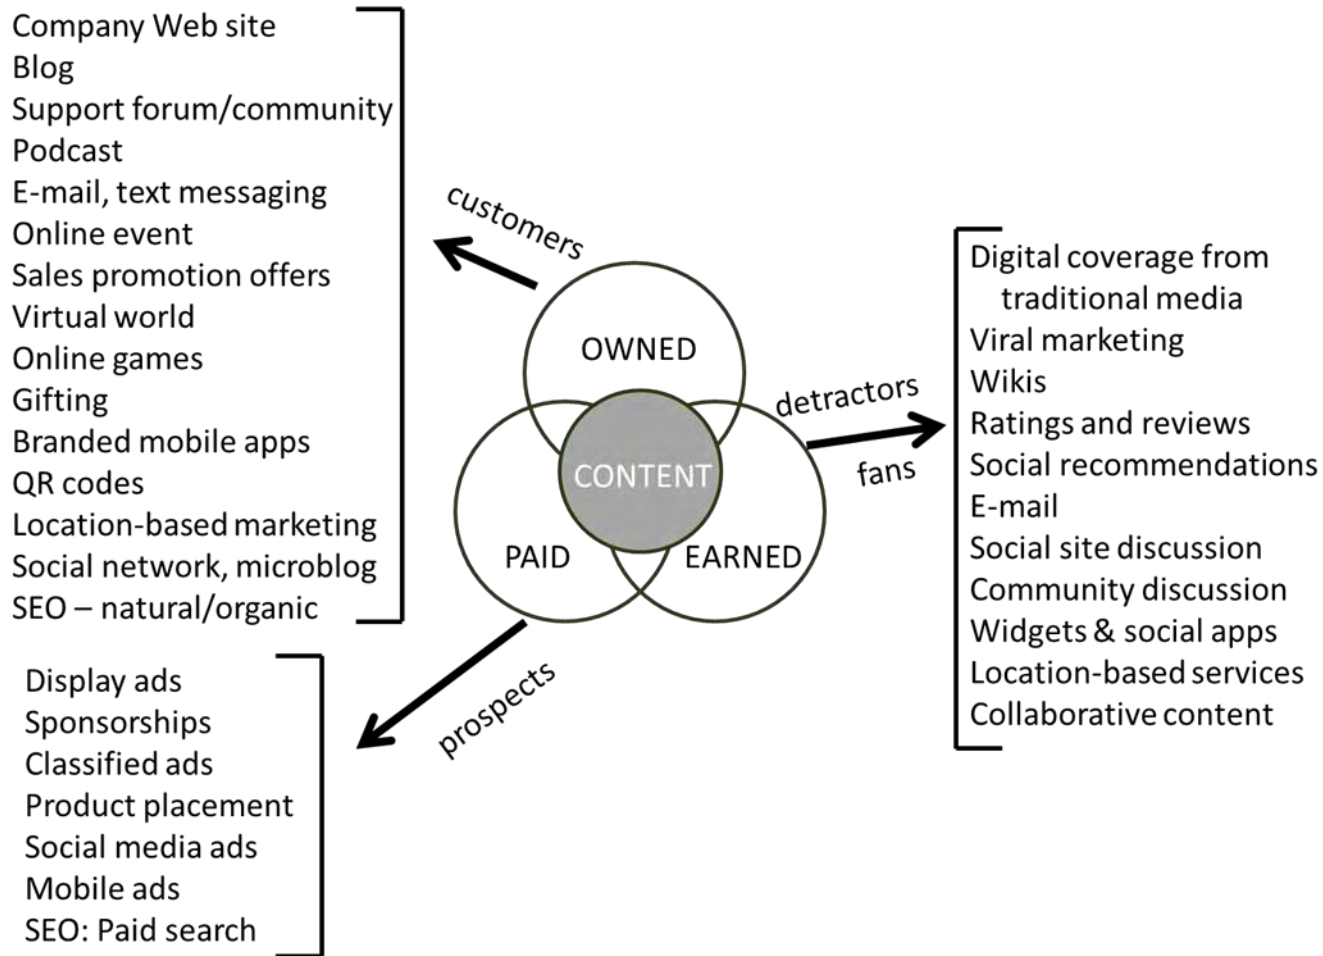 Company Web site
Blog
Support forum/community
Podcast
E-mail, text messaging
Online event
Sales promotion offers
Virtual world
Online games
Gifting
Branded mobile apps
QR codes
Location-based marketing
Social network, microblog
SEO – natural/organic
customers
OWNED
CONTENT
PAID
EARNED
detractors
fans
Digital coverage from
traditional media
Viral marketing
Wikis
Ratings and reviews
Social recommendations
E-mail
Social site discussion
Community discussion
Widgets & social apps
Location-based services
Collaborative content
prospects
Display ads
Sponsorships
Classified ads
Product placement
Social media ads
Mobile ads
SEO: Paid search